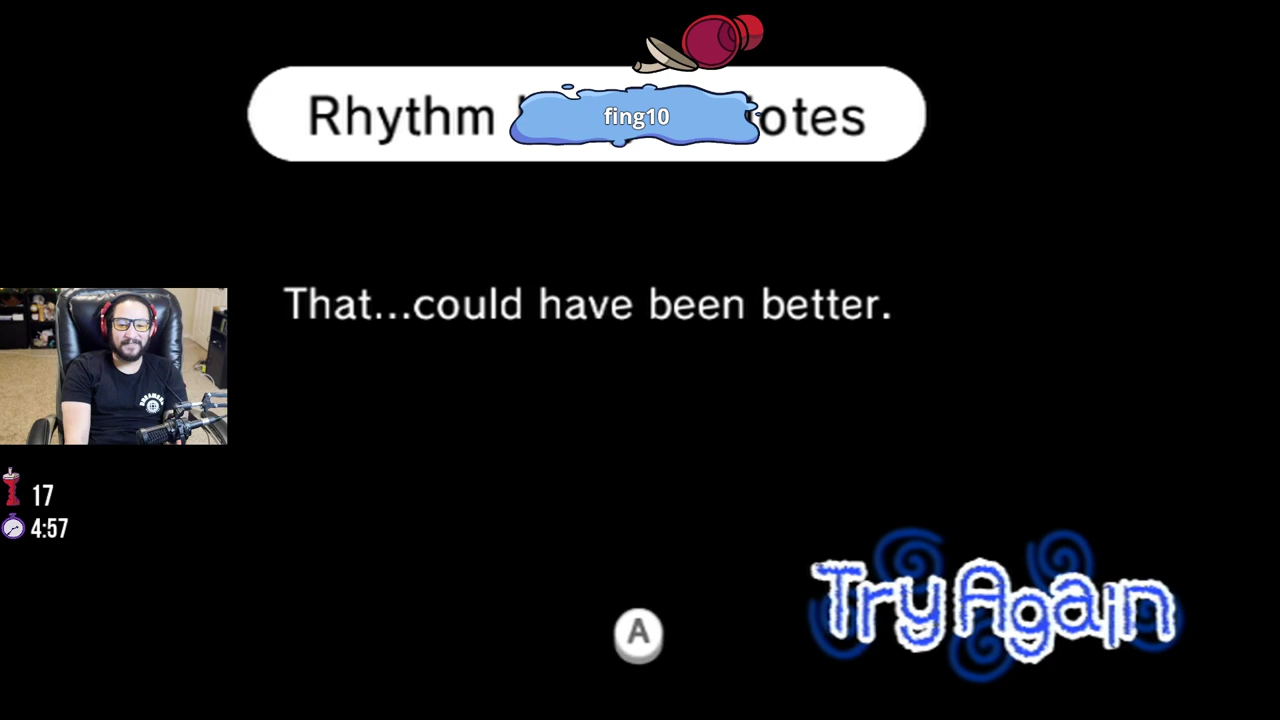 Rhythm
fing10
otes
That...could have been better.
17
4:57
Try Again
A